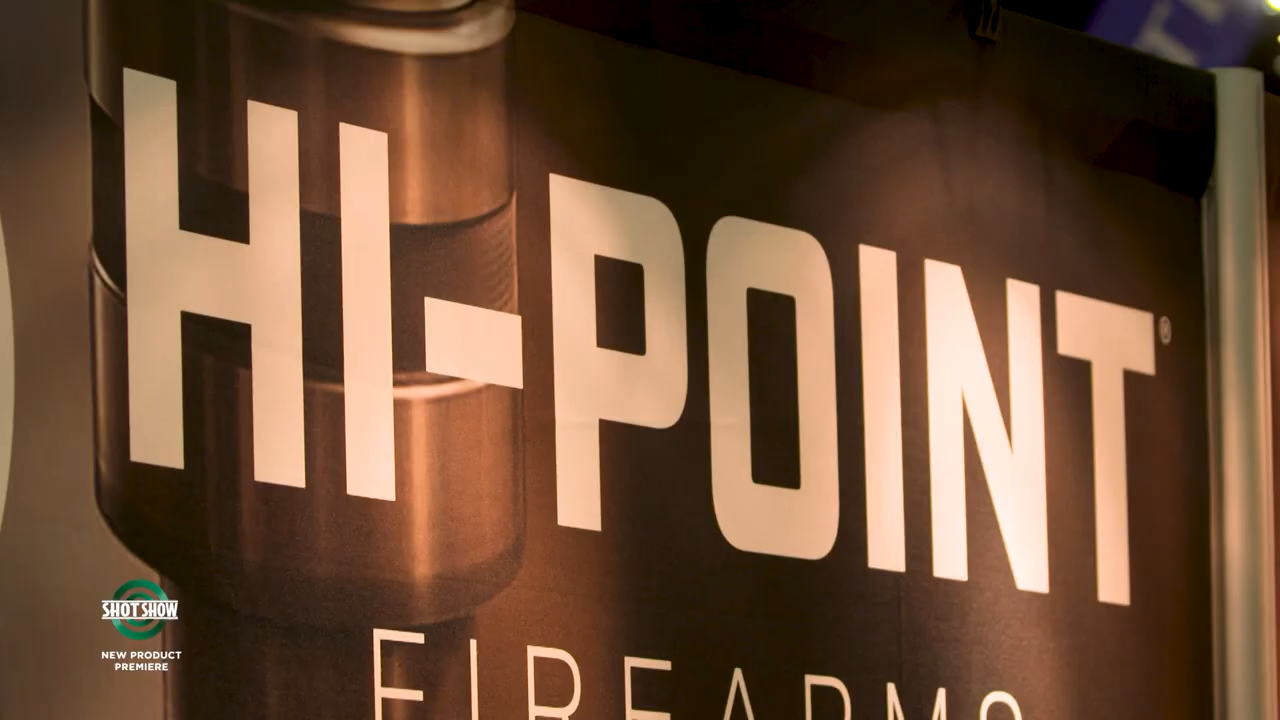 HI-POINT®
FIREARMS
SHOT SHOW
NEW PRODUCT
PREMIERE